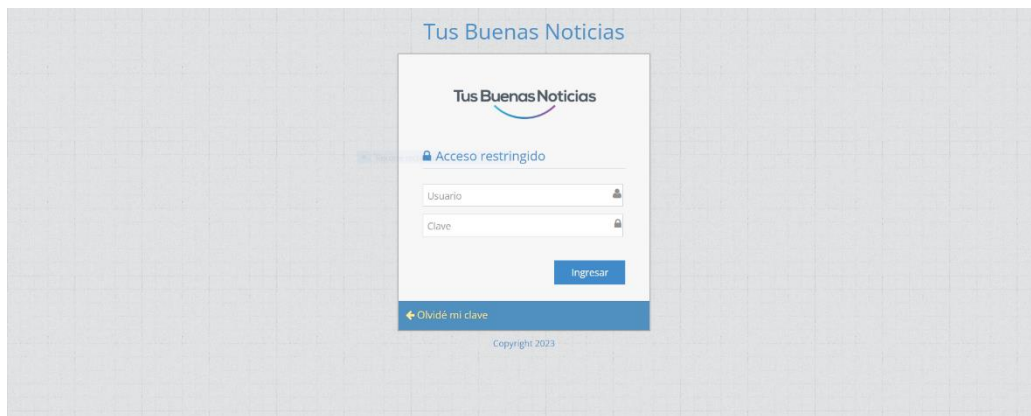 Tus Buenas Noticias
Tus Buenas Noticias
Acceso restringido
Usuario
Clave
Ingresar
Olvidé mi clave
Copyright 2023